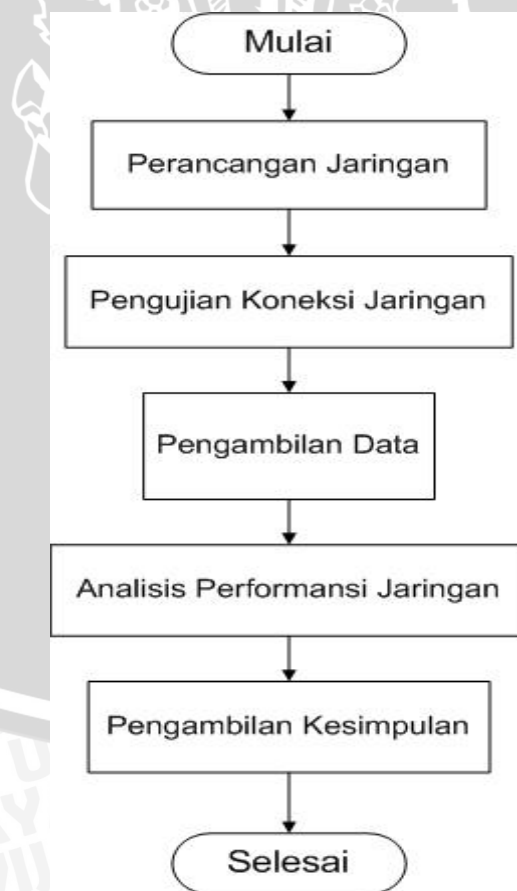 Mulai
Perancangan Jaringan
Pengujian Koneksi Jaringan
Pengambilan Data
Analisis Performansi Jaringan
Pengambilan Kesimpulan
Selesai